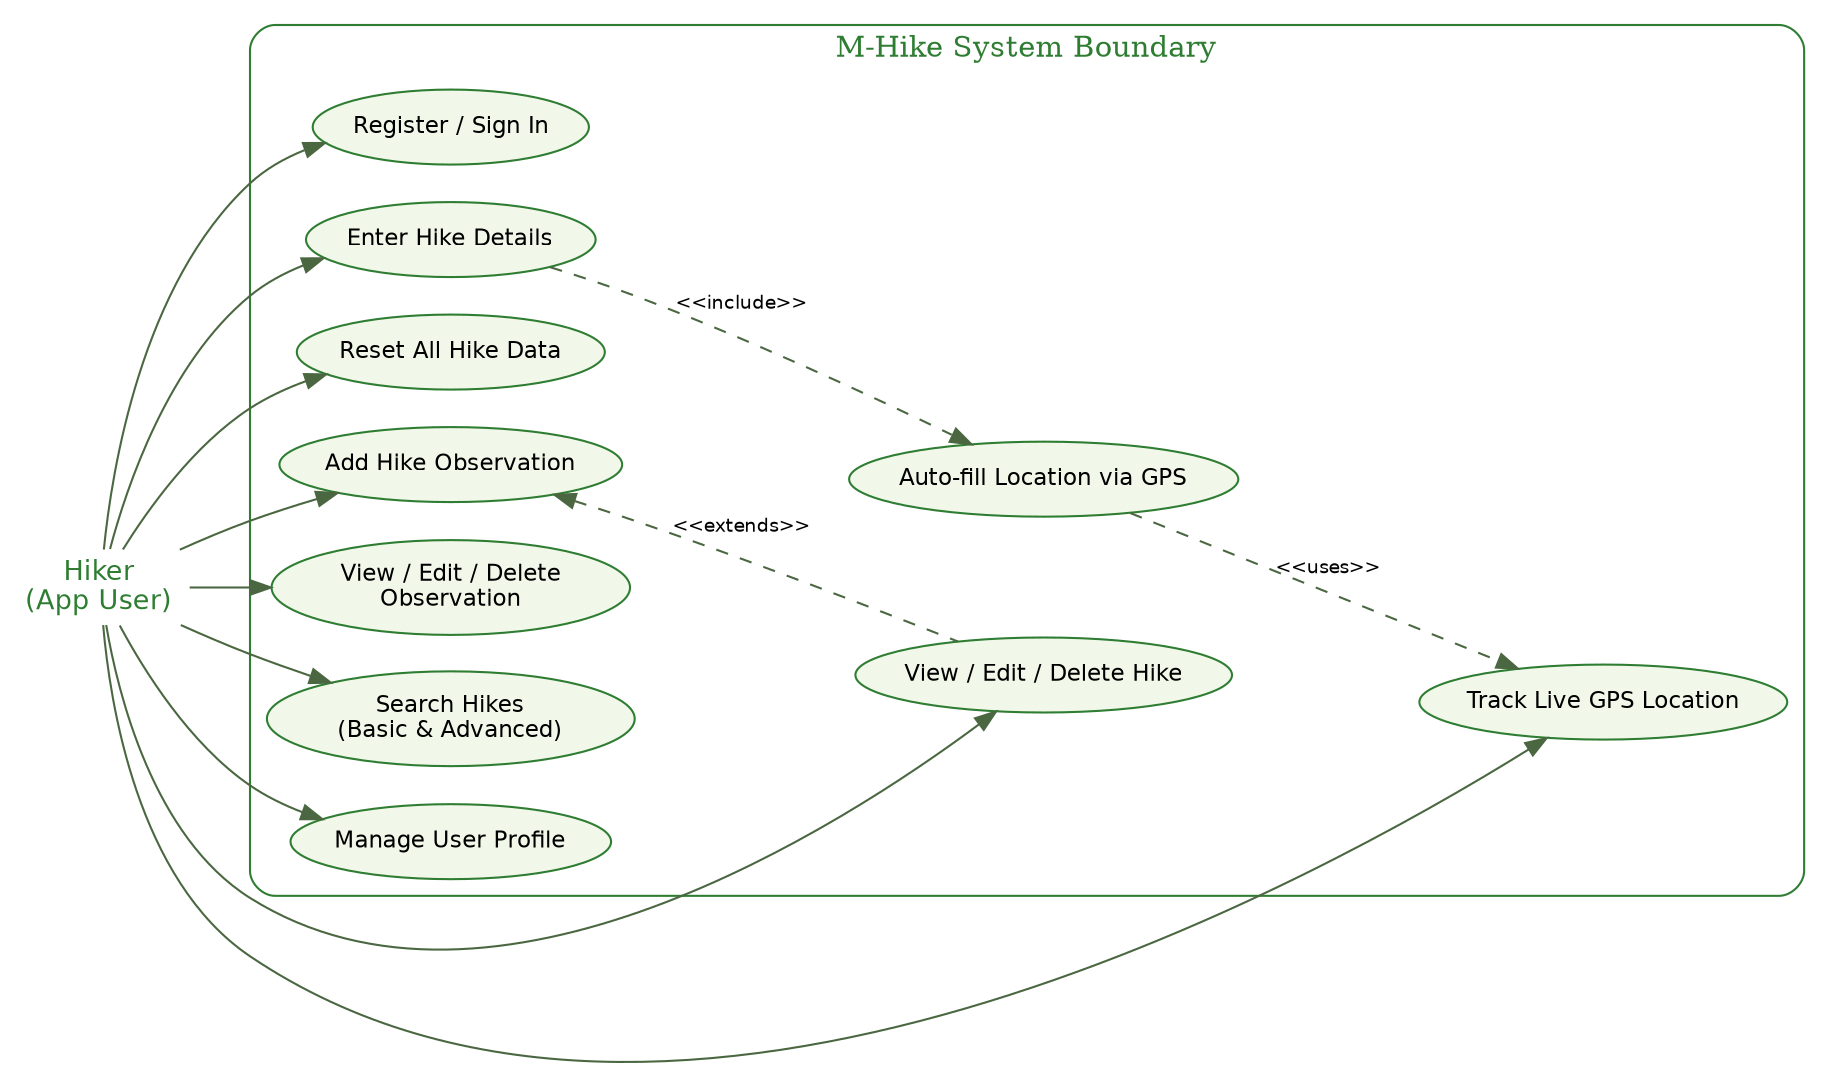 M-Hike System Boundary
Register / Sign In
Enter Hike Details
<<include>>
Reset All Hike Data
Add Hike Observation
Auto-fill Location via GPS
<<extends>>
<<uses>>
Hiker
(App User)
View / Edit / Delete
Observation
View / Edit / Delete Hike
Track Live GPS Location
Search Hikes
(Basic & Advanced)
Manage User Profile